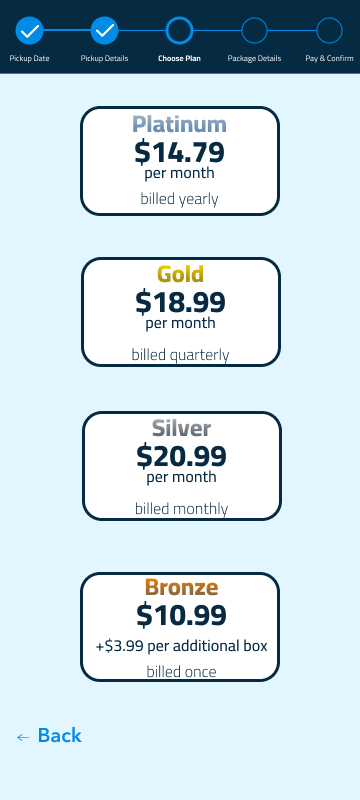 Pickup Date Pickup Details Choose Plan Package Details Pay & Confirm
Platinum
$14.79
per month
billed yearly
Gold
$18.99
per month
billed quarterly
Silver
$20.99
per month
billed monthly
Bronze
$10.99
+$3.99 per additional box
billed once
← Back